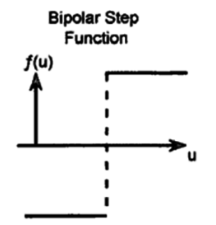 Bipolar Step
Function
f(u)
u